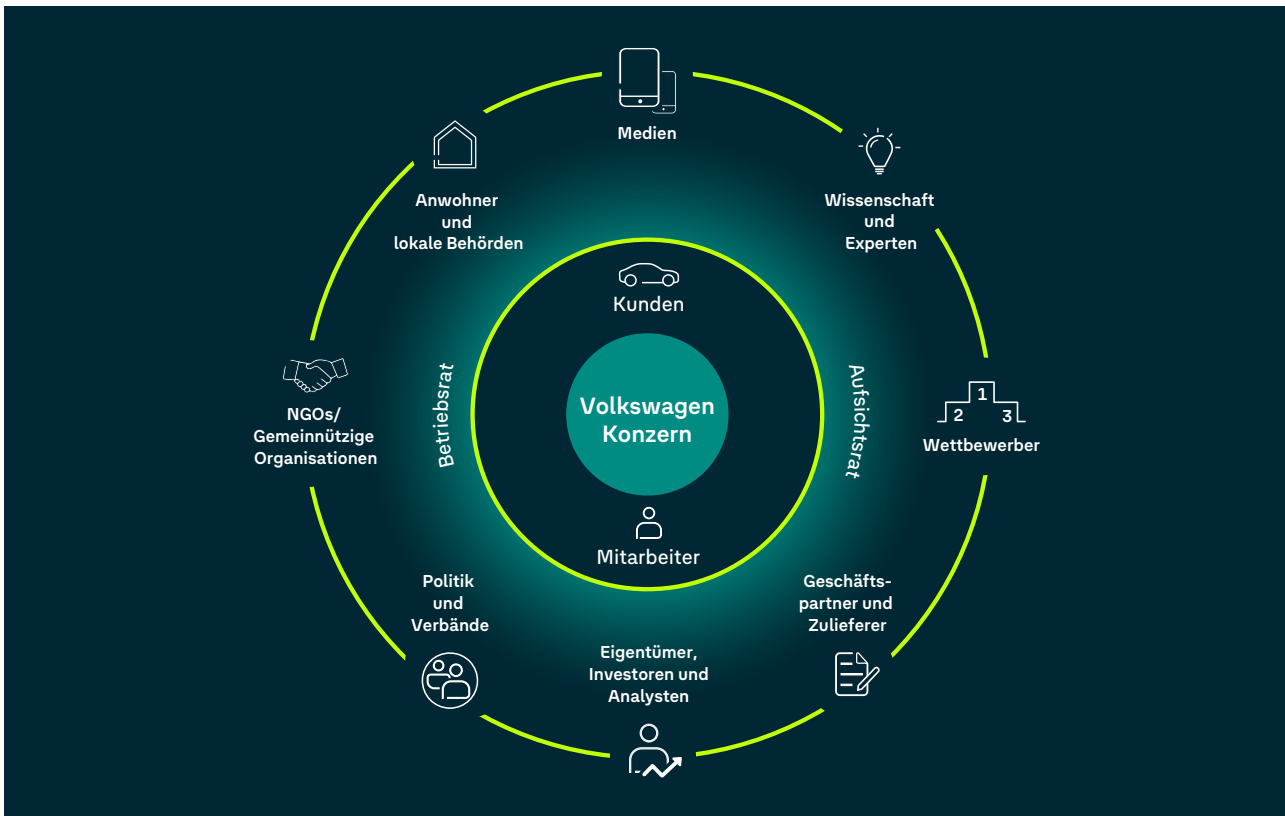 Medien
Anwohner
und
lokale Behörden
Wissenschaft
und
Experten
Kunden
NGOs/
Gemeinnützige
Organisationen
Betriebsrat
Volkswagen
Konzern
Aufsichtsrat
1
2
3
Wettbewerber
Mitarbeiter
Politik
und
Verbände
Geschäfts-
partner und
Zulieferer
Eigentümer,
Investoren und
Analysten